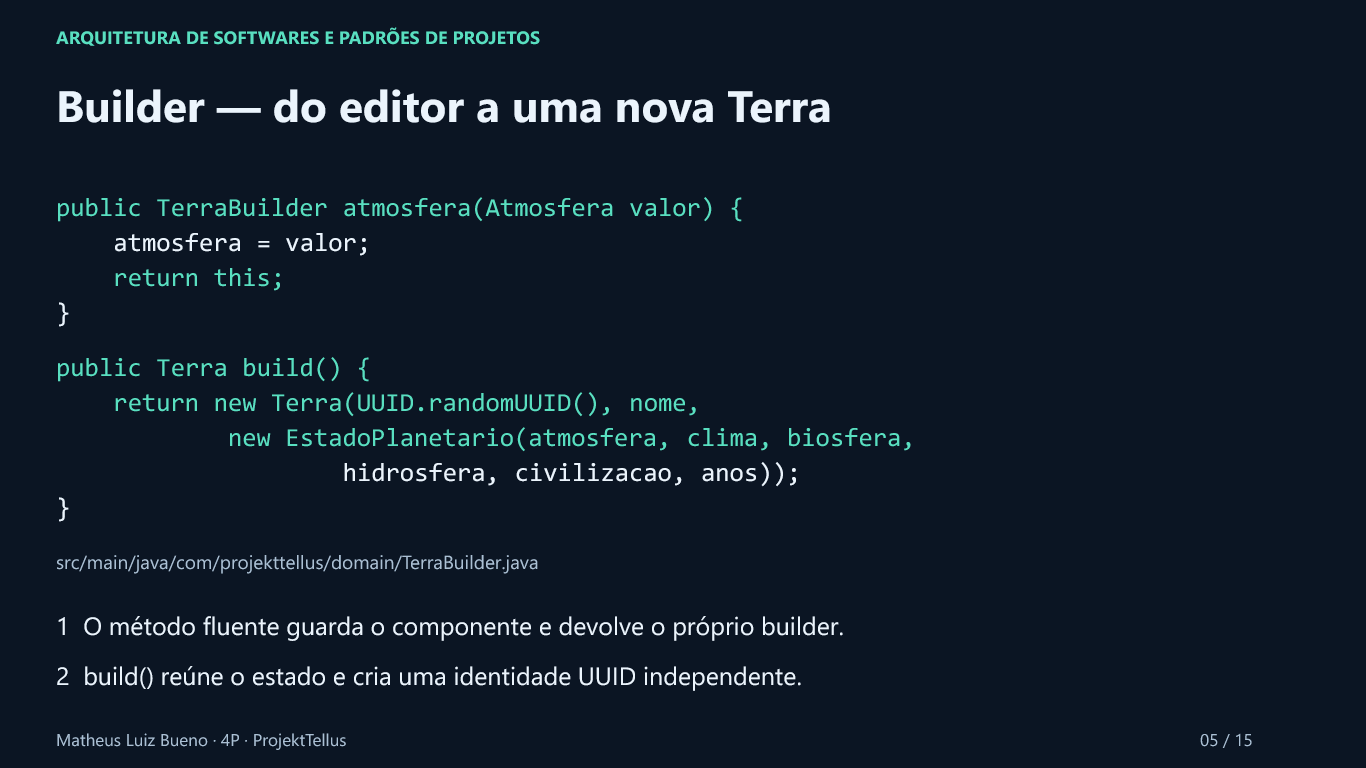 ARQUITETURA DE SOFTWARES E PADRÕES DE PROJETOS
Builder — do editor a uma nova Terra
public TerraBuilder atmosfera(Atmosfera valor) {
    atmosfera = valor;
    return this;
}
public Terra build() {
    return new Terra(UUID.randomUUID(), nome,
            new EstadoPlanetario(atmosfera, clima, biosfera,
                    hidrosfera, civilizacao, anos));
}
src/main/java/com/projekttellus/domain/TerraBuilder.java
1 O método fluente guarda o componente e devolve o próprio builder.
2 build() reúne o estado e cria uma identidade UUID independente.
Matheus Luiz Bueno · 4P · ProjektTellus
05 / 15